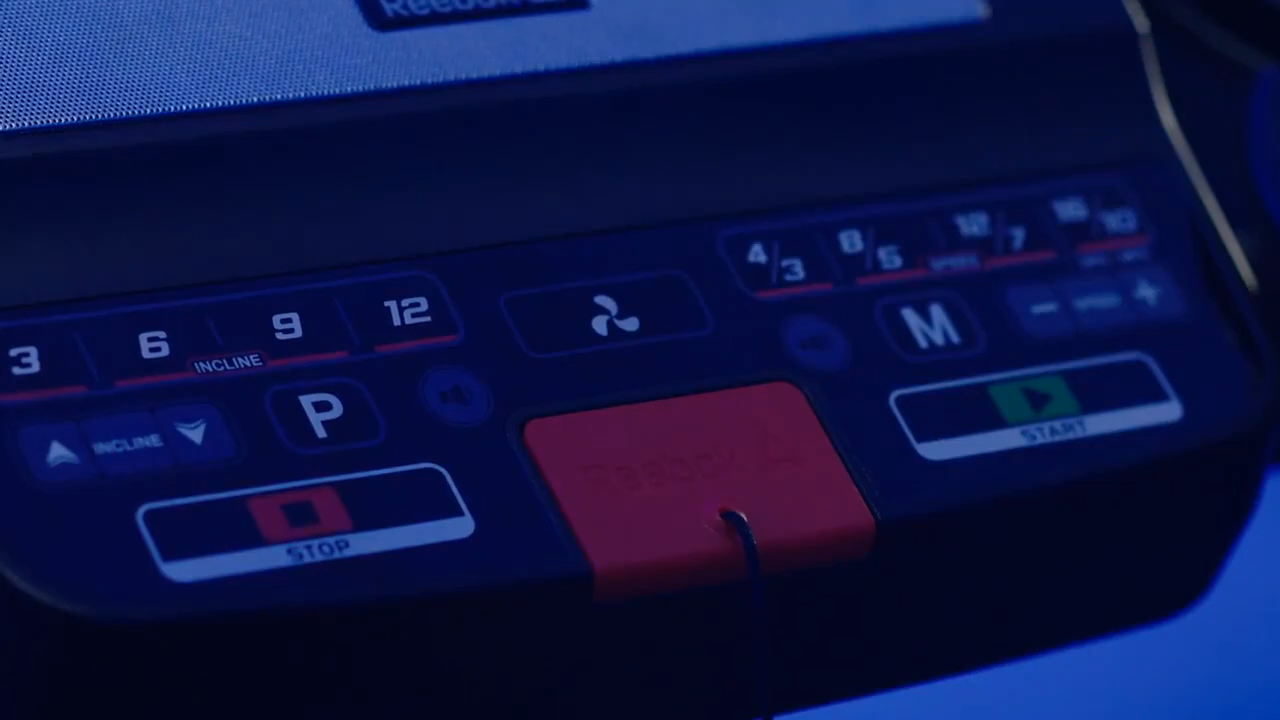 Reebok
4/3 8/5 12/7 16/10
SPEED
3 6 9 12
INCLINE
M
- SPEED +
P
INCLINE
START
Reebok
STOP